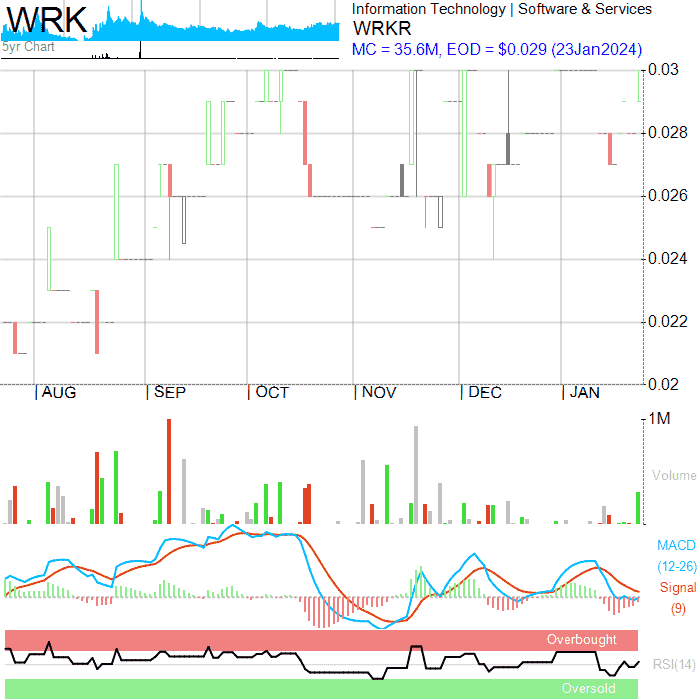 WRK
5yr Chart
Information Technology | Software & Services
WRKR
MC = 35.6M, EOD = $0.029 (23Jan2024)
0.03
0.028
0.026
0.024
0.022
0.02
AUG SEP OCT NOV DEC JAN
1M
Volume
MACD
(12-26)
Signal
(9)
Overbought
RSI(14)
Oversold